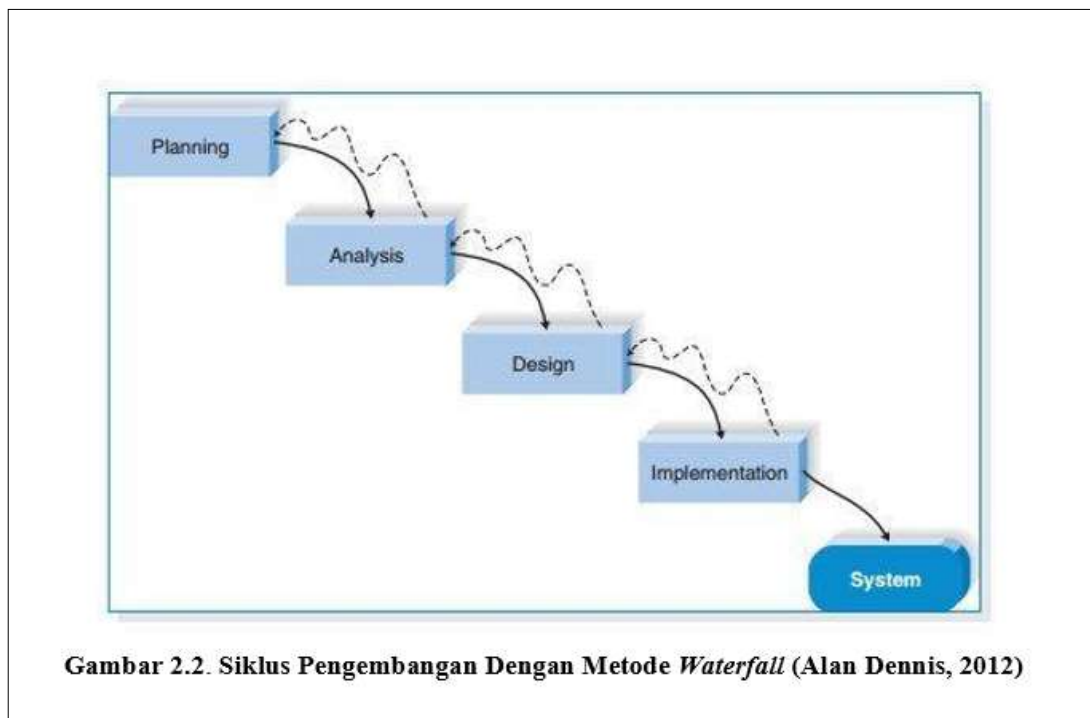 Planning
Analysis
Design
Implementation
System
Gambar 2.2. Siklus Pengembangan Dengan Metode Waterfall (Alan Dennis, 2012)